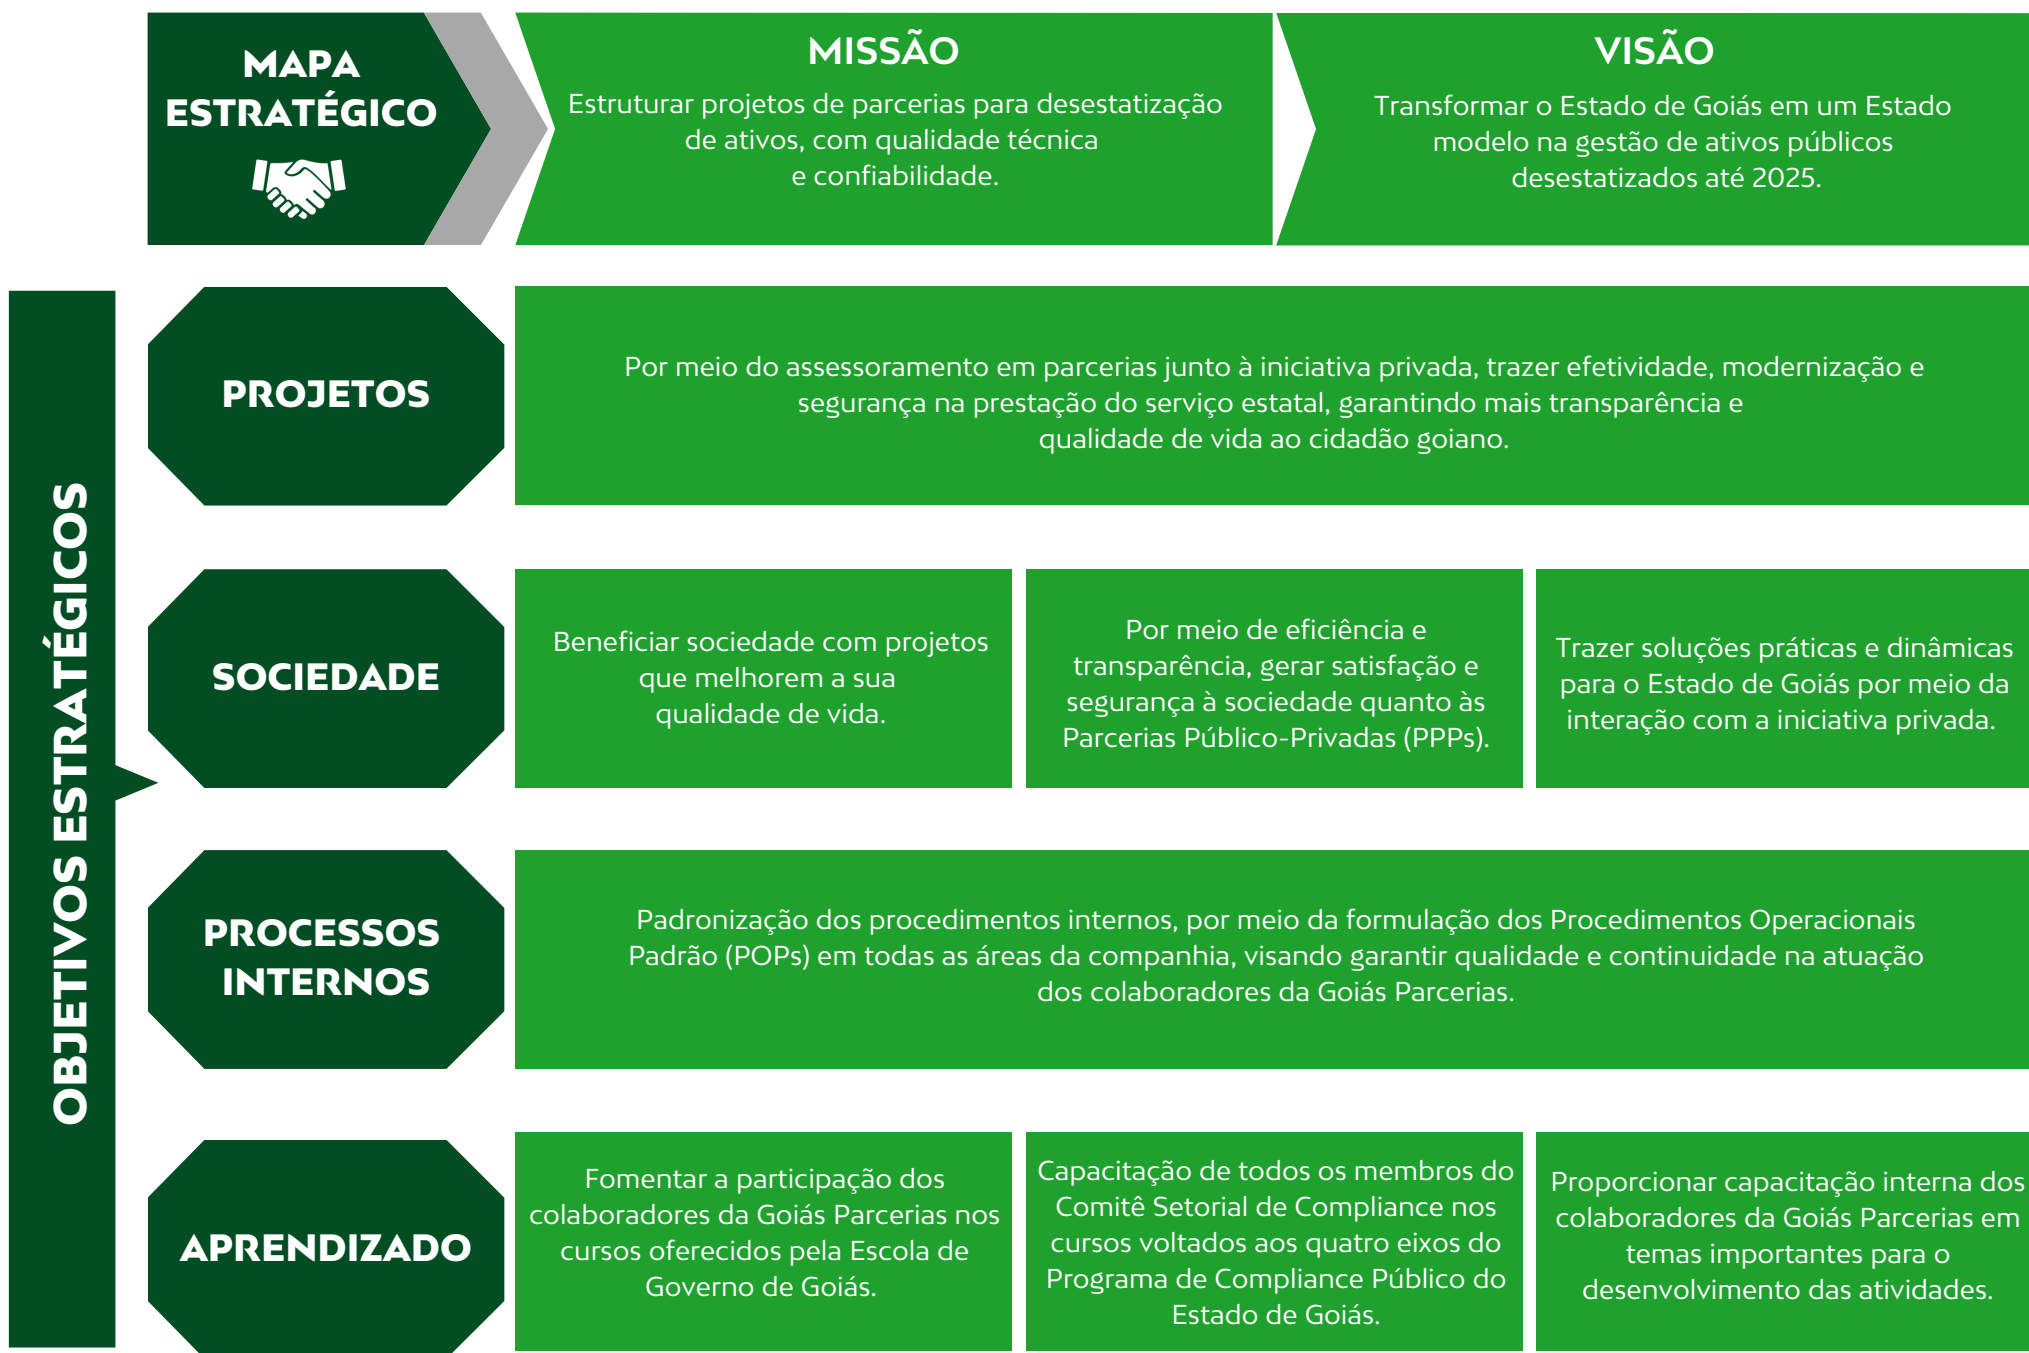 MAPA
ESTRATÉGICO
MISSÃO
Estruturar projetos de parcerias para desestatização
de ativos, com qualidade técnica
e confiabilidade.
VISÃO
Transformar o Estado de Goiás em um Estado
modelo na gestão de ativos públicos
desestatizados até 2025.
OBJETIVOS ESTRATÉGICOS
PROJETOS
Por meio do assessoramento em parcerias junto à iniciativa privada, trazer efetividade, modernização e
segurança na prestação do serviço estatal, garantindo mais transparência e
qualidade de vida ao cidadão goiano.
SOCIEDADE
Beneficiar sociedade com projetos
que melhorem a sua
qualidade de vida.
Por meio de eficiência e
transparência, gerar satisfação e
segurança à sociedade quanto às
Parcerias Público-Privadas (PPPs).
Trazer soluções práticas e dinâmicas
para o Estado de Goiás por meio da
interação com a iniciativa privada.
PROCESSOS
INTERNOS
Padronização dos procedimentos internos, por meio da formulação dos Procedimentos Operacionais
Padrão (POPs) em todas as áreas da companhia, visando garantir qualidade e continuidade na atuação
dos colaboradores da Goiás Parcerias.
APRENDIZADO
Fomentar a participação dos
colaboradores da Goiás Parcerias nos
cursos oferecidos pela Escola de
Governo de Goiás.
Capacitação de todos os membros do
Comitê Setorial de Compliance nos
cursos voltados aos quatro eixos do
Programa de Compliance Público do
Estado de Goiás.
Proporcionar capacitação interna dos
colaboradores da Goiás Parcerias em
temas importantes para o
desenvolvimento das atividades.